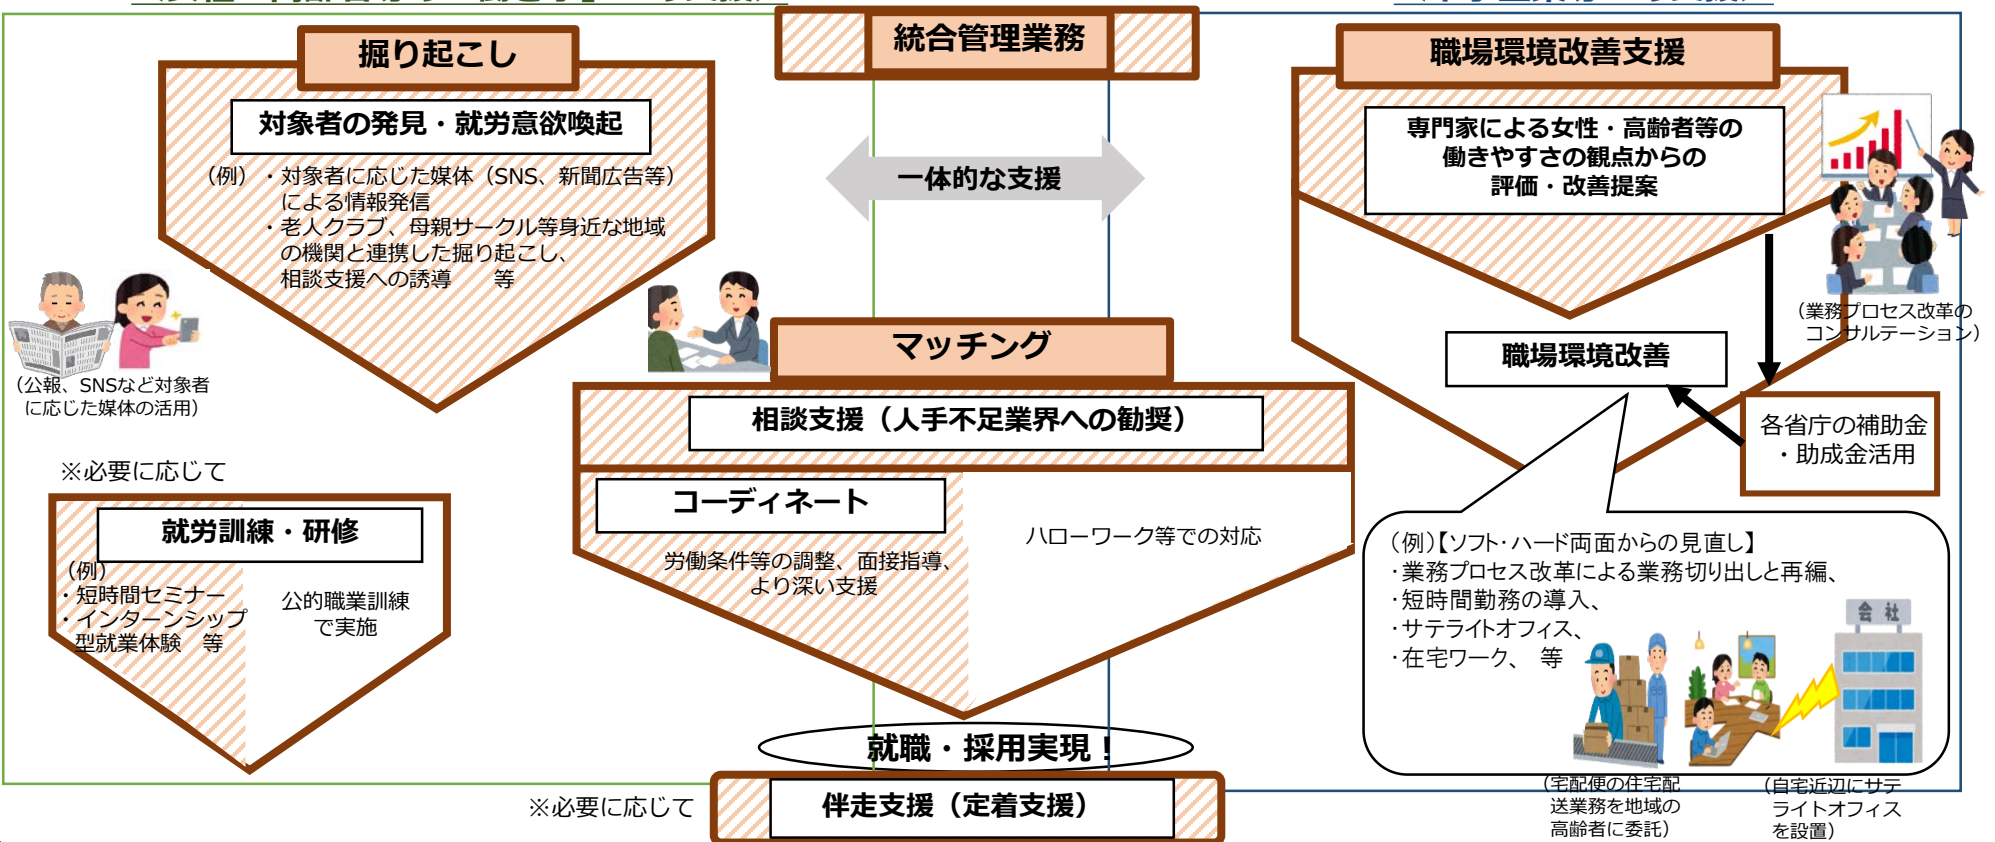 統合管理業務
掘り起こし
対象者の発見・就労意欲喚起
（例）・対象者に応じた媒体（SNS、新聞広告等）
による情報発信
・老人クラブ、母親サークル等身近な地域
の機関と連携した掘り起こし、
相談支援への誘導　等
（公報、SNSなど対象者
に応じた媒体の活用）
※必要に応じて
就労訓練・研修
（例）
・短時間セミナー
・インターンシップ
型就業体験　等
公的職業訓練
で実施
一体的な支援
マッチング
相談支援（人手不足業界への勧奨）
コーディネート
労働条件等の調整、面接指導、
より深い支援
ハローワーク等での対応
就職・採用実現！
※必要に応じて
伴走支援（定着支援）
職場環境改善支援
専門家による女性・高齢者等の
働きやすさの観点からの
評価・改善提案
（業務プロセス改革の
コンサルテーション）
職場環境改善
各省庁の補助金
・助成金活用
（例）【ソフト・ハード両面からの見直し】
・業務プロセス改革による業務切り出しと再編、
・短時間勤務の導入、
・サテライトオフィス、
・在宅ワーク、　等
会社
（宅配便の住宅配
送業務を地域の
高齢者に委託）
（自宅近辺にサテ
ライトオフィス
を設置）